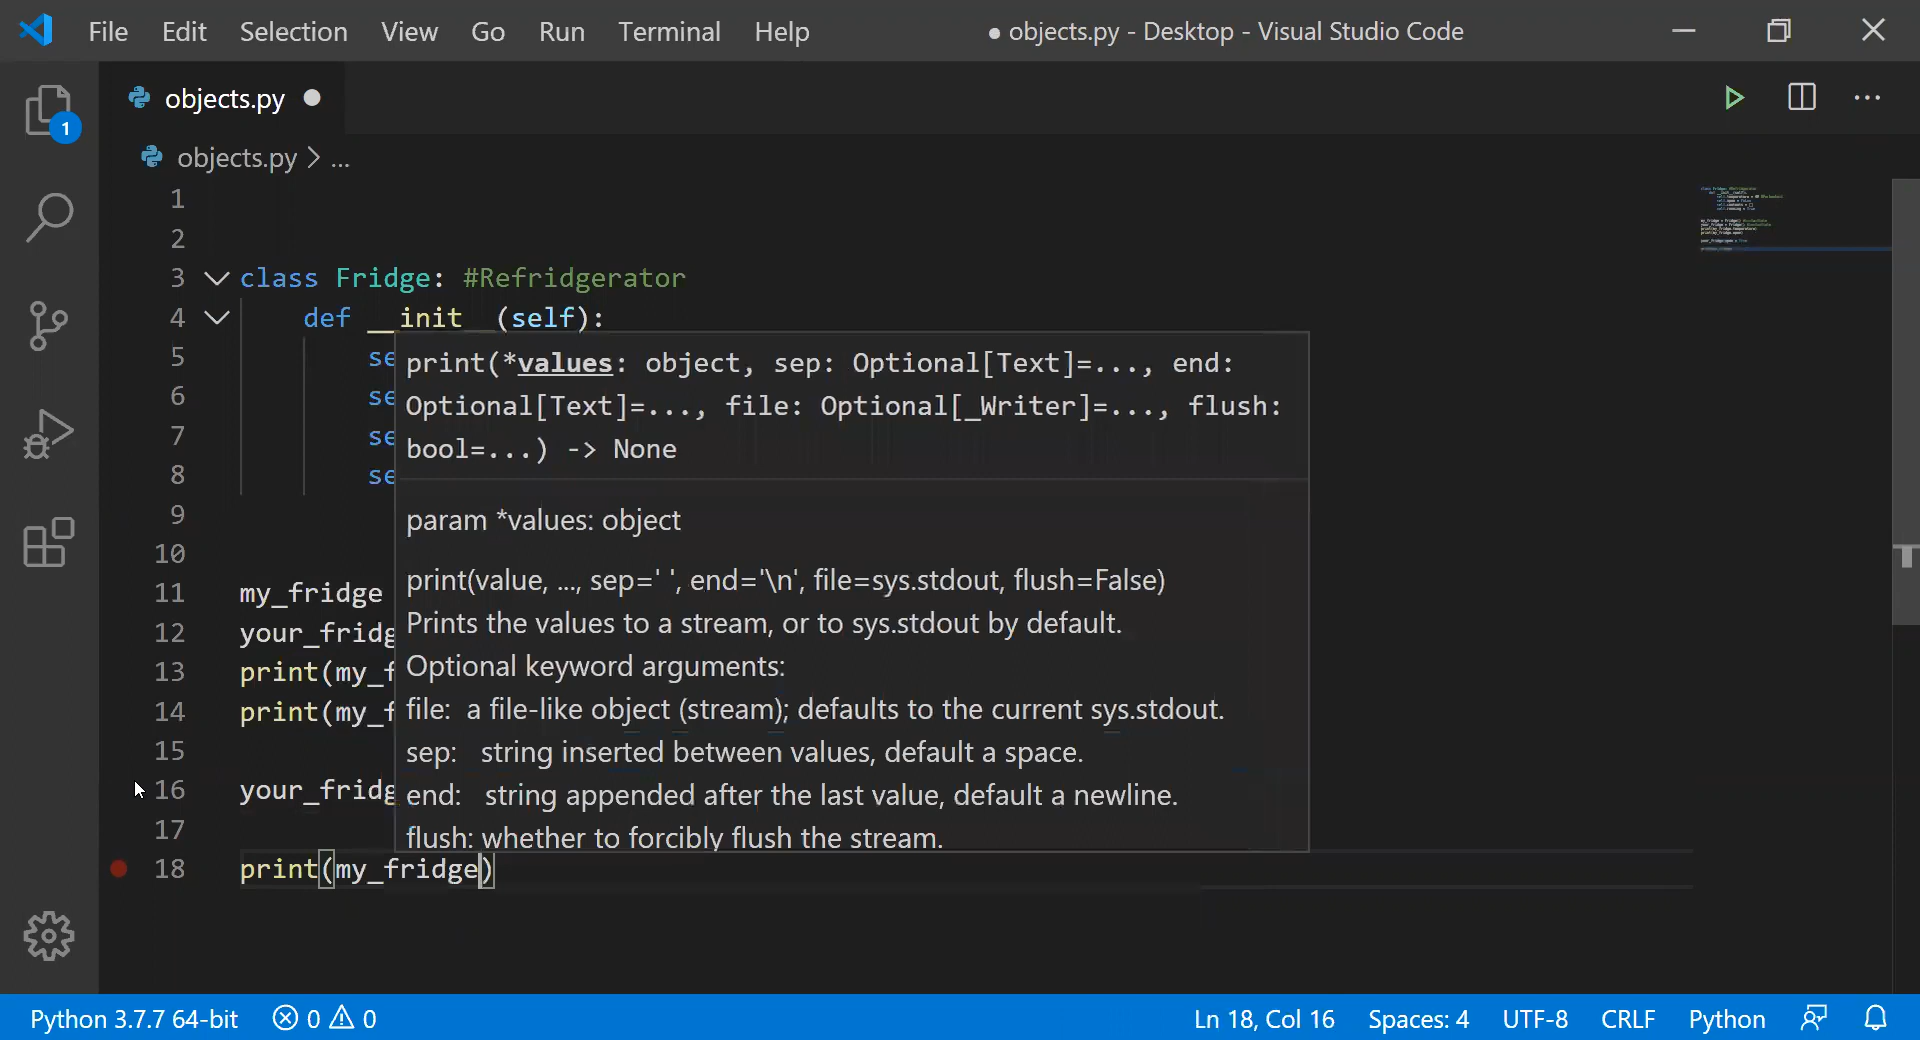 File Edit Selection View Go Run Terminal Help ● objects.py - Desktop - Visual Studio Code
objects.py ●
1
objects.py > ...
1
2
3 class Fridge: #Refridgerator
4 def __init__(self):
print(*values: object, sep: Optional[Text]=..., end:
5 se
6 se
Optional[Text]=..., file: Optional[_Writer]=..., flush:
7 se
bool=...) -> None
8 se
9
param *values: object
10
print(value, ..., sep=' ', end='\n', file=sys.stdout, flush=False)
11 my_fridge
Prints the values to a stream, or to sys.stdout by default.
12 your_fridg
Optional keyword arguments:
13 print(my_f
file: a file-like object (stream); defaults to the current sys.stdout.
14 print(my_f
15
sep: string inserted between values, default a space.
16 your_fridg
end: string appended after the last value, default a newline.
17
flush: whether to forcibly flush the stream.
18 print(my_fridge)
Python 3.7.7 64-bit 0 0 Ln 18, Col 16 Spaces: 4 UTF-8 CRLF Python